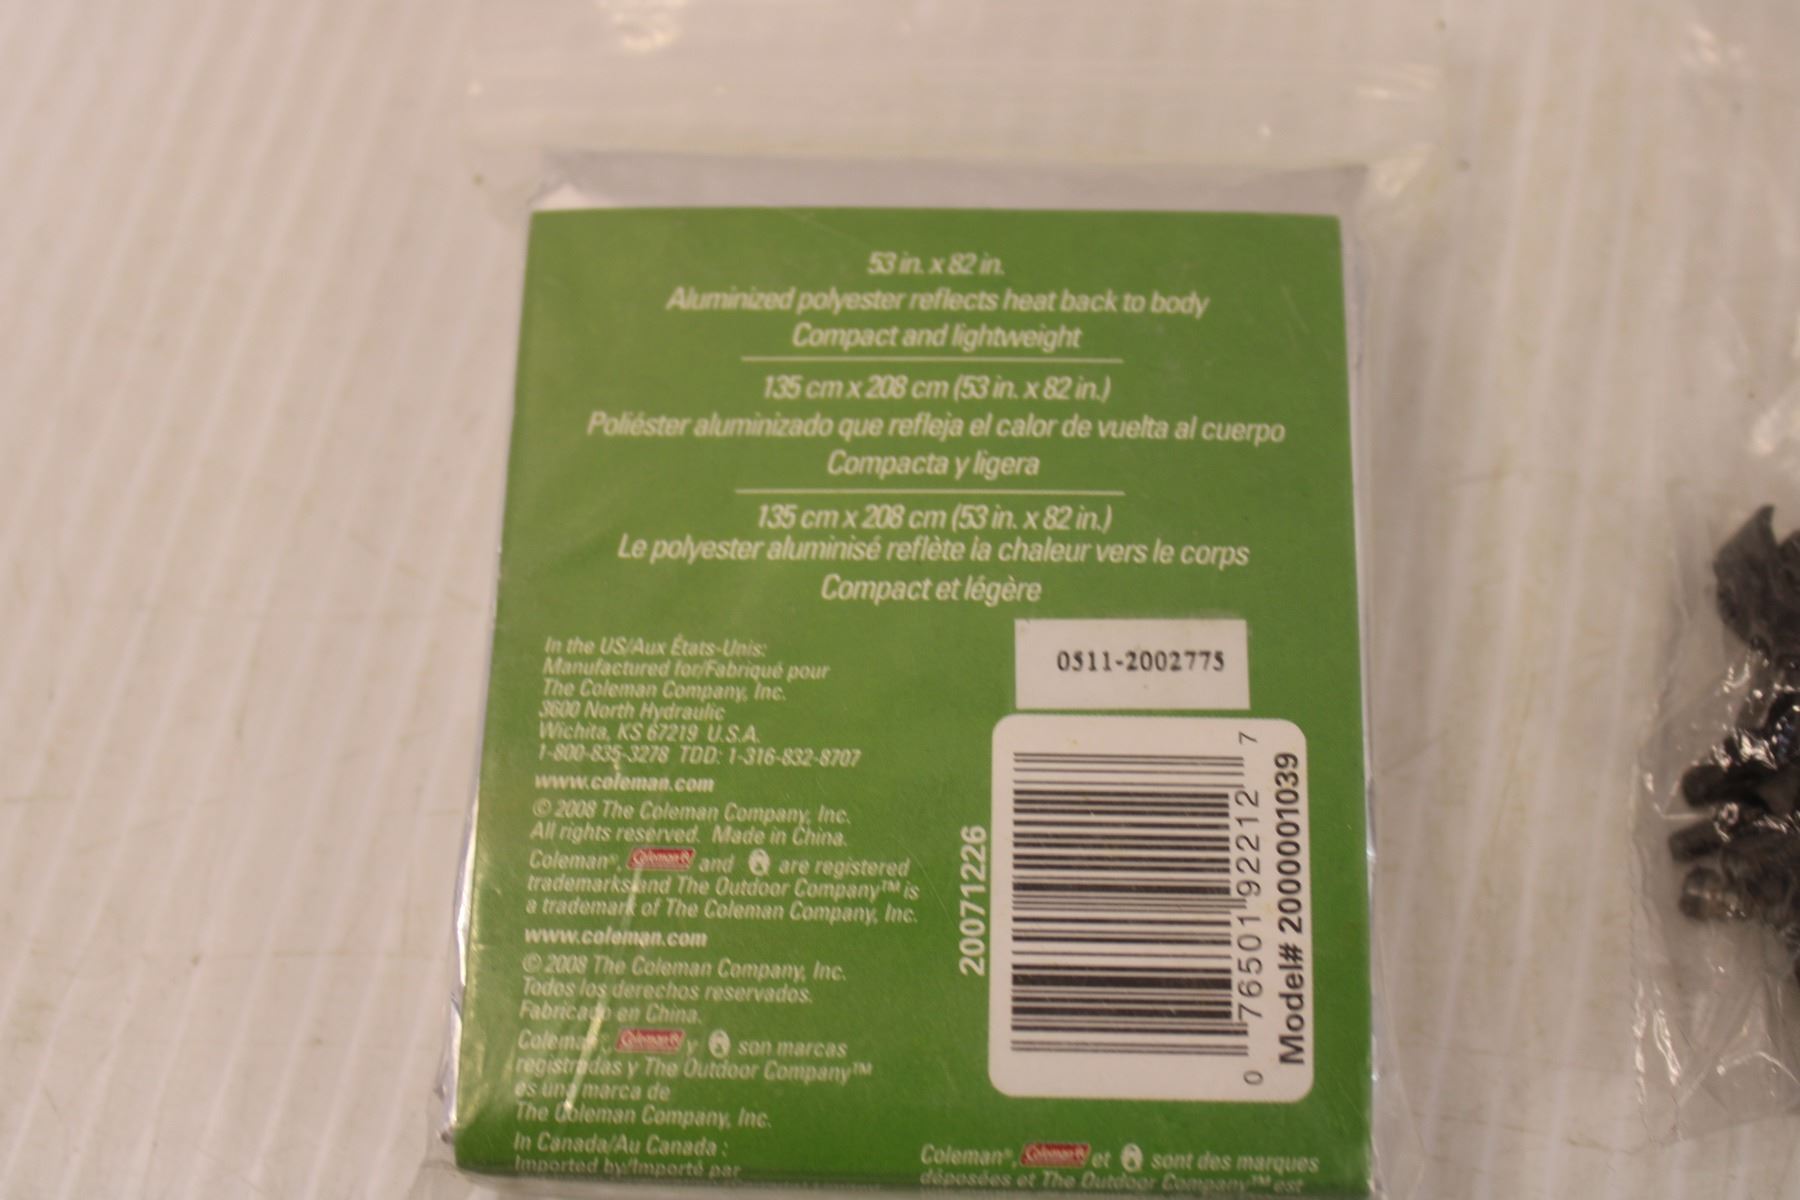 53 in. x 82 in.
Aluminized polyester reflects heat back to body
Compact and lightweight
135 cm x 208 cm (53 in. x 82 in.)
Poliéster aluminizado que refleja el calor de vuelta al cuerpo
Compacta y ligera
135 cm x 208 cm (53 in. x 82 in.)
Le polyester aluminisé reflète la chaleur vers le corps
Compact et légère
In the US/Aux États-Unis:
Manufactured for/Fabriqué pour
The Coleman Company, Inc.
3600 North Hydraulic
Wichita, KS 67219 U.S.A.
1-800-835-3278 TDD: 1-316-832-8707
www.coleman.com
© 2008 The Coleman Company, Inc.
All rights reserved. Made in China.
Coleman®, Coleman® and are registered
trademarks and The Outdoor Company™ is
a trademark of The Coleman Company, Inc.
www.coleman.com
© 2008 The Coleman Company, Inc.
Todos los derechos reservados.
Fabricado en China.
Coleman®, Coleman® y son marcas
registradas y The Outdoor Company™
es una marca de
The Coleman Company, Inc.
In Canada/Au Canada :
Imported by/Importé par
0511-2002775
20071226
0 76501 92212 7
Model# 2000001039
Coleman®, Coleman® et sont des marques
déposées et The Outdoor Company™ est